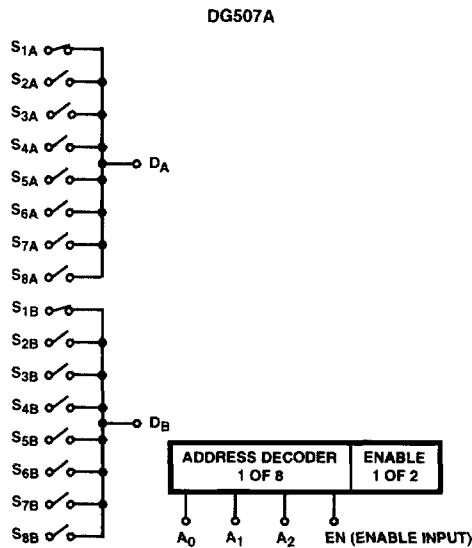 DG507A
S1A
S2A
S3A
S4A
DA
S5A
S6A
S7A
S8A
S1B
S2B
S3B
S4B
DB
S5B
S6B
S7B
S8B
ADDRESS DECODER
1 OF 8
ENABLE
1 OF 2
A0 A1 A2 EN (ENABLE INPUT)